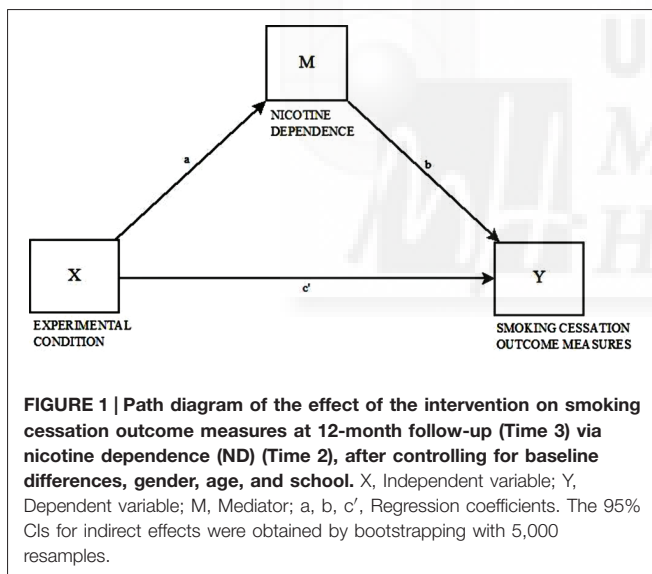 M
NICOTINE
DEPENDENCE
a
b
X
c'
Y
EXPERIMENTAL
CONDITION
SMOKING CESSATION
OUTCOME MEASURES
FIGURE 1 | Path diagram of the effect of the intervention on smoking
cessation outcome measures at 12-month follow-up (Time 3) via
nicotine dependence (ND) (Time 2), after controlling for baseline
differences, gender, age, and school. X, Independent variable; Y,
Dependent variable; M, Mediator; a, b, c′, Regression coefficients. The 95%
CIs for indirect effects were obtained by bootstrapping with 5,000
resamples.